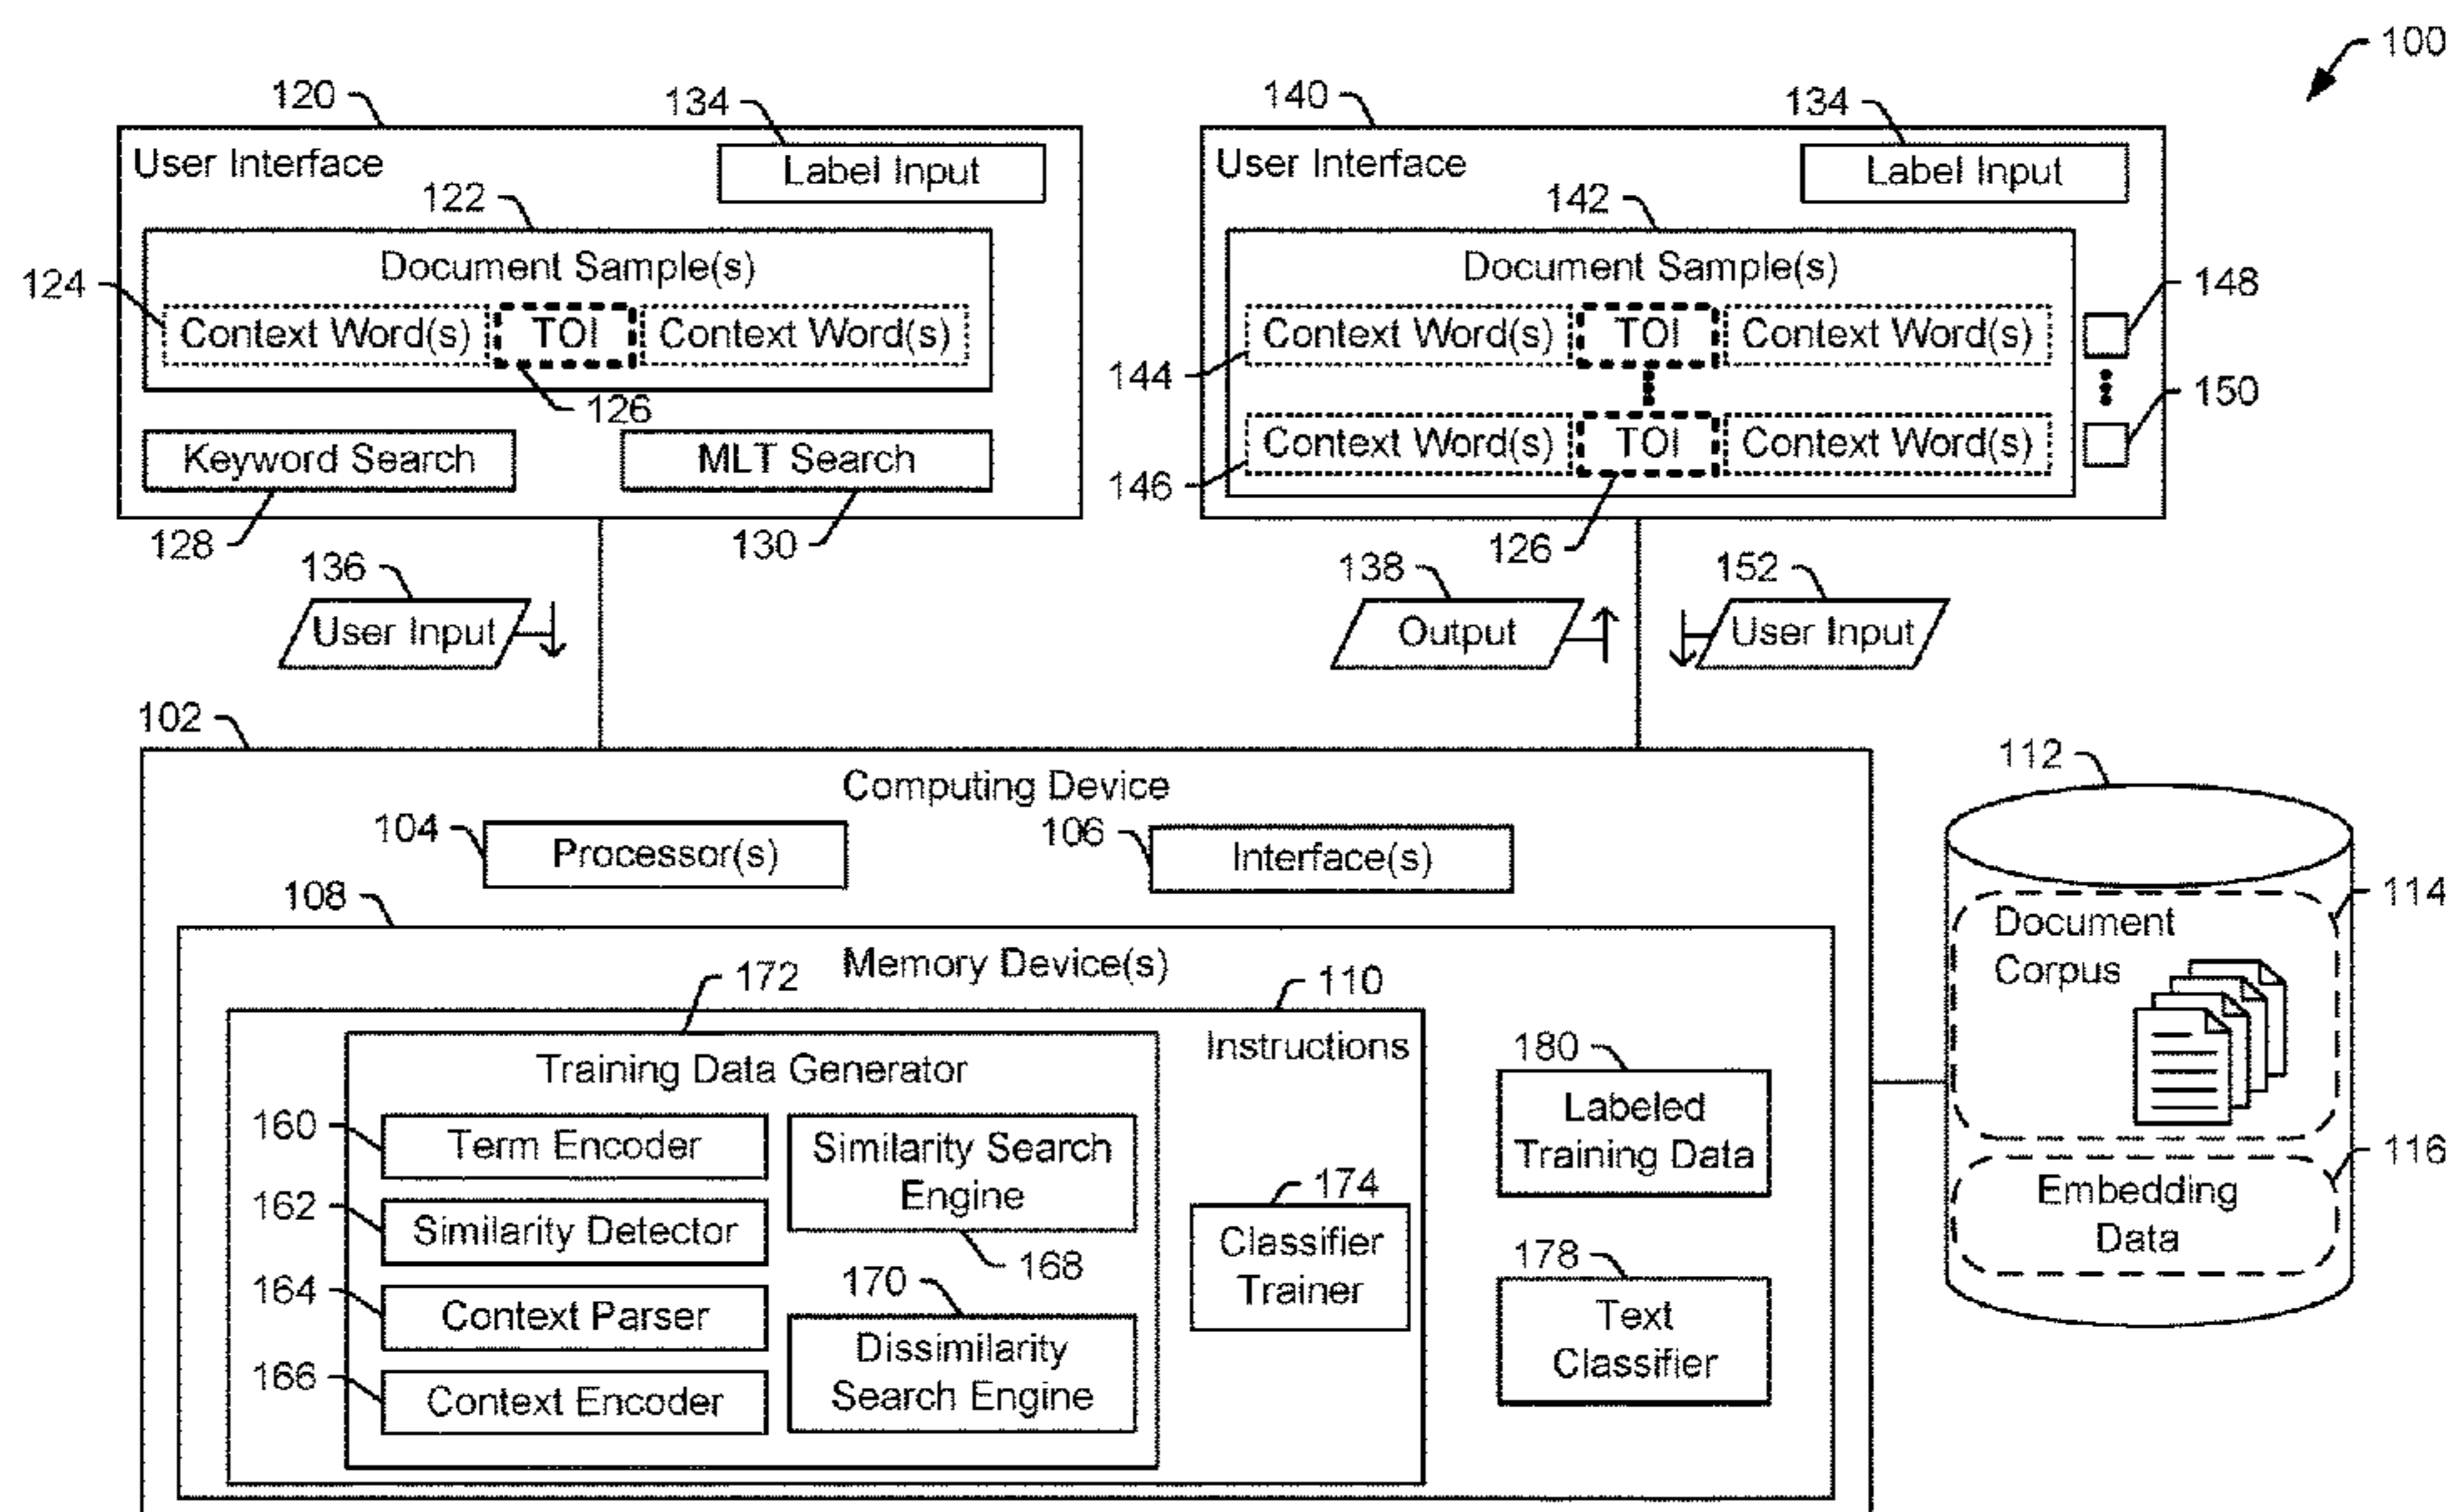 100
120
134
140
134
User Interface
Label Input
User Interface
Label Input
122
142
Document Sample(s)
Document Sample(s)
124
148
Context Word(s) TOI Context Word(s)
Context Word(s) TOI Context Word(s)
144
126
150
Keyword Search
MLT Search
Context Word(s) TOI Context Word(s)
146
128
130
126
136
138
152
User Input
Output
User Input
102
112
Computing Device
104
Processor(s)
106
Interface(s)
108
114
Document
Corpus
Memory Device(s)
172
110
Training Data Generator
Instructions
180
Labeled
Training Data
160
Term Encoder
Similarity Search
Engine
116
Embedding
Data
162
Similarity Detector
168
174
Classifier
Trainer
164
Context Parser
170
178
Text
Classifier
Dissimilarity
Search Engine
166
Context Encoder